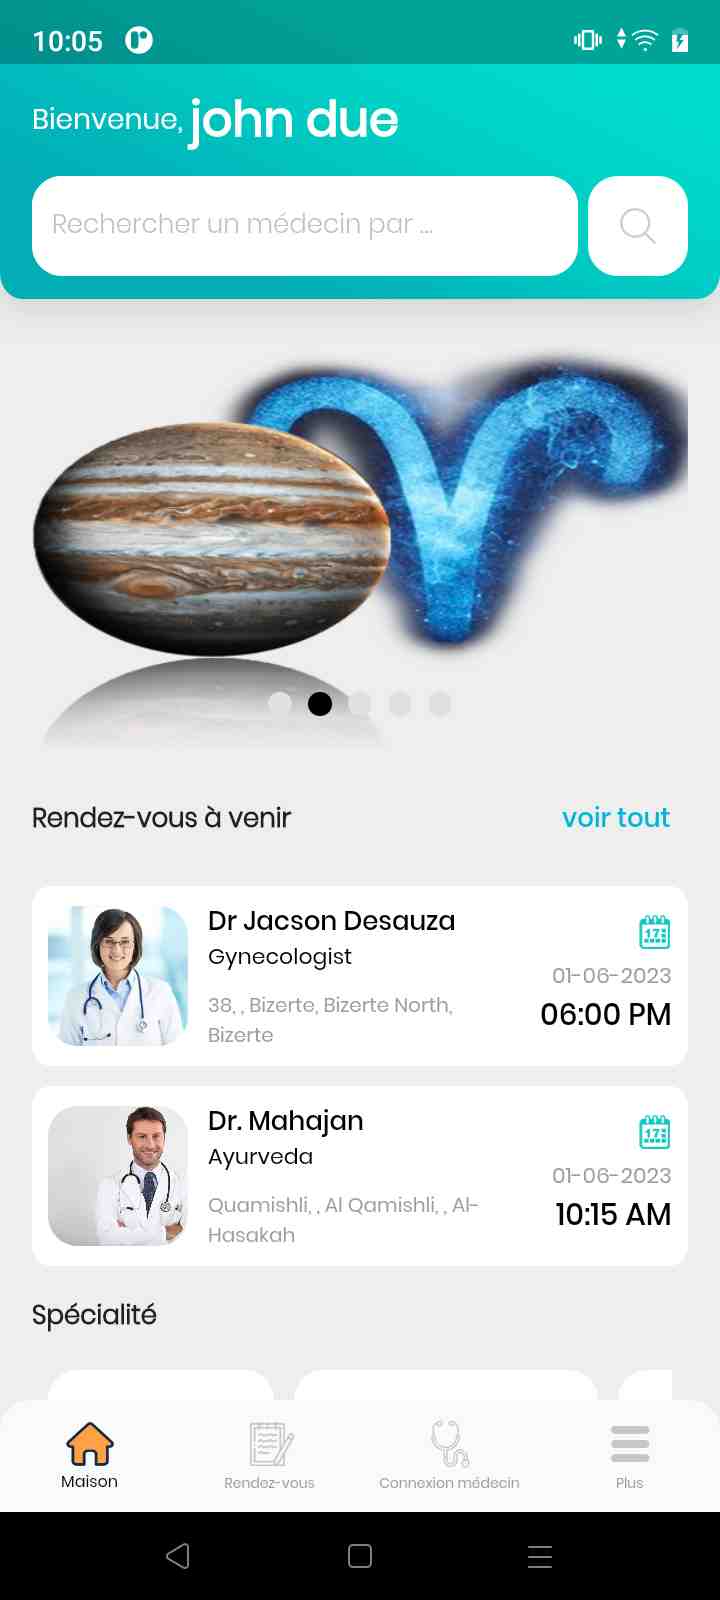 10:05
Bienvenue, john due
Rechercher un médecin par ...
Rendez-vous à venir
voir tout
Dr Jacson Desauza
Gynecologist
38, , Bizerte, Bizerte North,
Bizerte
17
01-06-2023
06:00 PM
Dr. Mahajan
Ayurveda
Quamishli, , Al Qamishli, , Al-
Hasakah
17
01-06-2023
10:15 AM
Spécialité
Maison
Rendez-vous
Connexion médecin
Plus